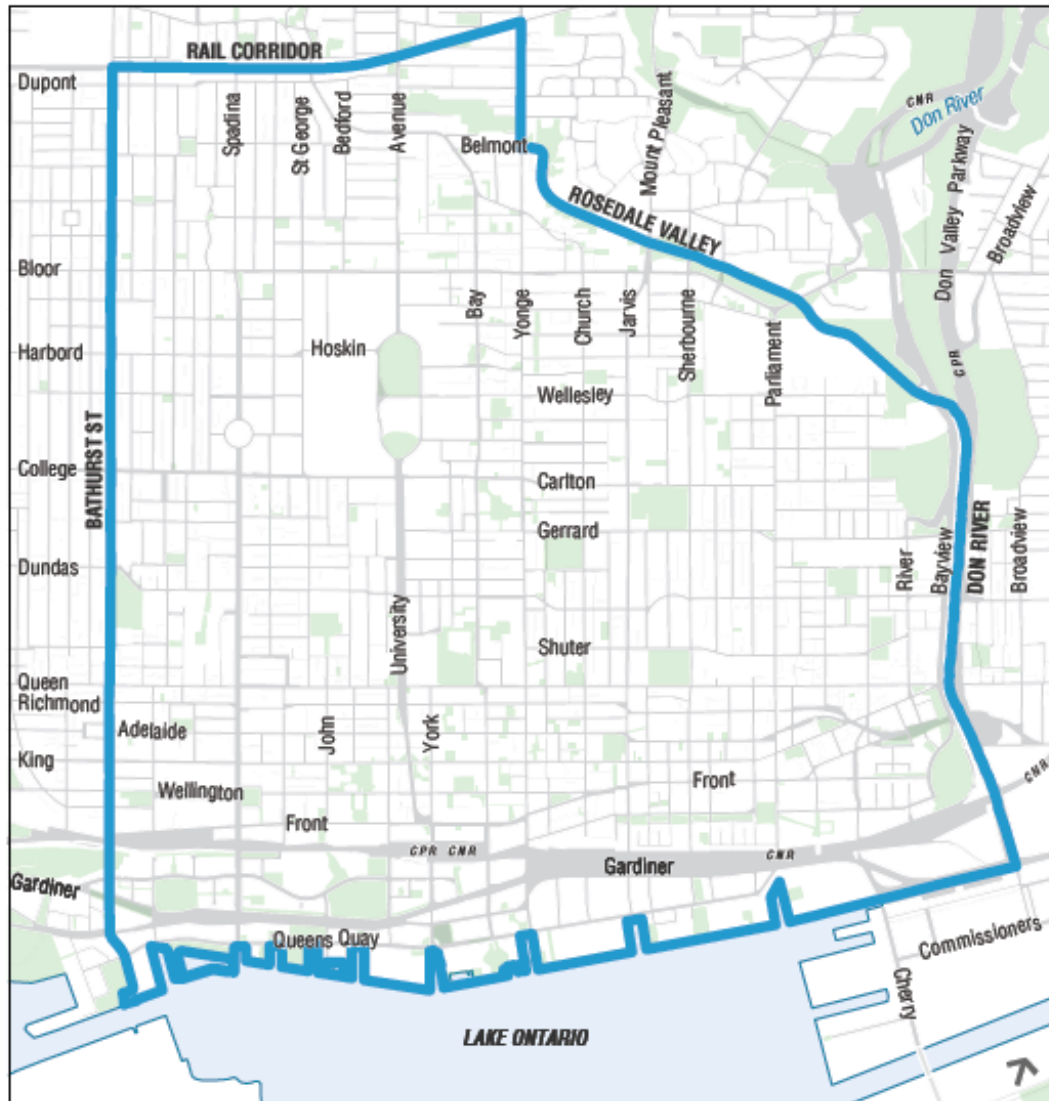 RAIL CORRIDOR
Dupont
Spadina
St George
Bedford
Avenue
Belmont
Mount Pleasant
CNR
Don River
Don Valley Parkway
Broadview
ROSEDALE VALLEY
Bloor
Bay
Yonge
Church
Jarvis
Sherbourne
Parliament
CPR
Harbord
Hoskin
Wellesley
BATHURST ST
College
Carlton
Gerrard
Dundas
River
Bayview
DON RIVER
Broadview
University
Shuter
Queen
Richmond
Adelaide
John
York
King
Wellington
Front
Front
CNR
CPR CNR
Gardiner
CNR
Gardiner
Queens Quay
Commissioners
Cherry
LAKE ONTARIO